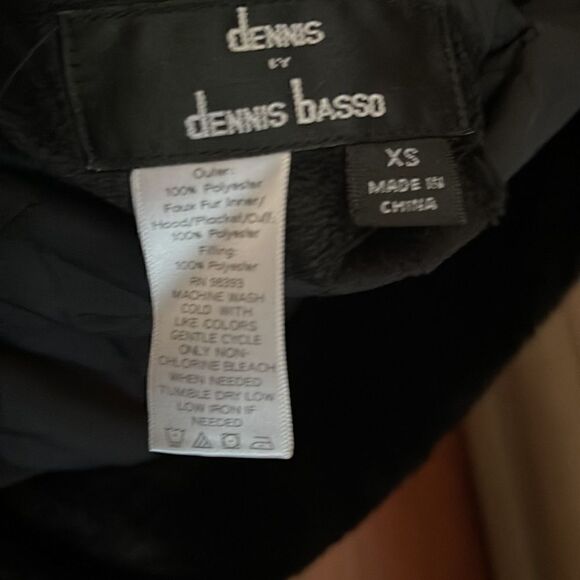 dENNIS
BY
dENNIS bASSO
XS
MADE IN
CHINA
Outer:
100% Polyester
Faux Fur Inner/
Hood/Placket/Cuff:
100% Polyester
Filling:
100% Polyester
RN 98393
MACHINE WASH
COLD WITH
LIKE COLORS
GENTLE CYCLE
ONLY NON-
CHLORINE BLEACH
WHEN NEEDED
TUMBLE DRY LOW
LOW IRON IF
NEEDED